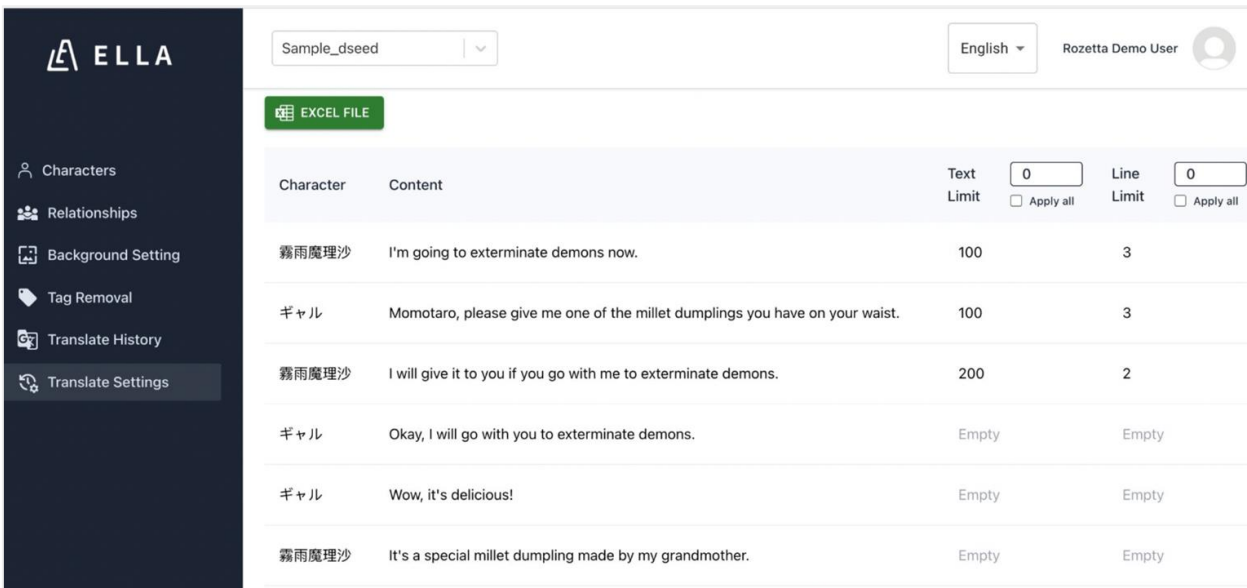 ELLA
Sample_dseed
English
Rozetta Demo User
EXCEL FILE
Characters
Relationships
Background Setting
Tag Removal
Translate History
Translate Settings
Character Content Text Limit 0 Apply all Line Limit 0 Apply all
霧雨魔理沙 I'm going to exterminate demons now. 100 3
ギャル Momotaro, please give me one of the millet dumplings you have on your waist. 100 3
霧雨魔理沙 I will give it to you if you go with me to exterminate demons. 200 2
ギャル Okay, I will go with you to exterminate demons. Empty Empty
ギャル Wow, it's delicious! Empty Empty
霧雨魔理沙 It's a special millet dumpling made by my grandmother. Empty Empty